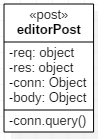 «post»
editorPost
-req: object
-res: object
-conn: Object
-body: Object
-conn.query()